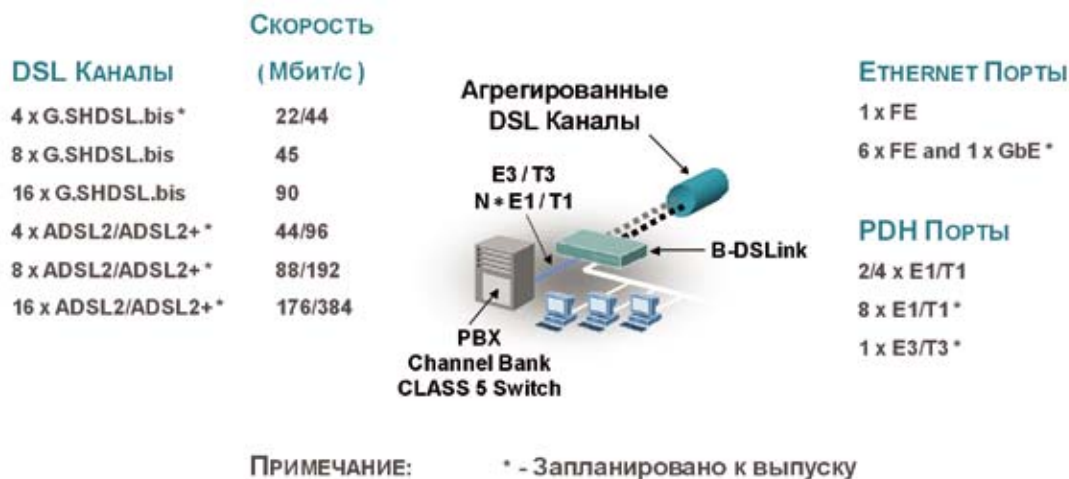 СКОРОСТЬ
DSL КАНАЛЫ (Мбит/с)
4 x G.SHDSL.bis * 22/44
8 x G.SHDSL.bis 45
16 x G.SHDSL.bis 90
4 x ADSL2/ADSL2+ * 44/96
8 x ADSL2/ADSL2+ * 88/192
16 x ADSL2/ADSL2+ * 176/384
Агрегированные
DSL Каналы
E3 / T3
N * E1 / T1
B-DSLink
PBX
Channel Bank
CLASS 5 Switch
ETHERNET ПОРТЫ
1 x FE
6 x FE and 1 x GbE *
PDH ПОРТЫ
2/4 x E1/T1
8 x E1/T1 *
1 x E3/T3 *
ПРИМЕЧАНИЕ: * - Запланировано к выпуску